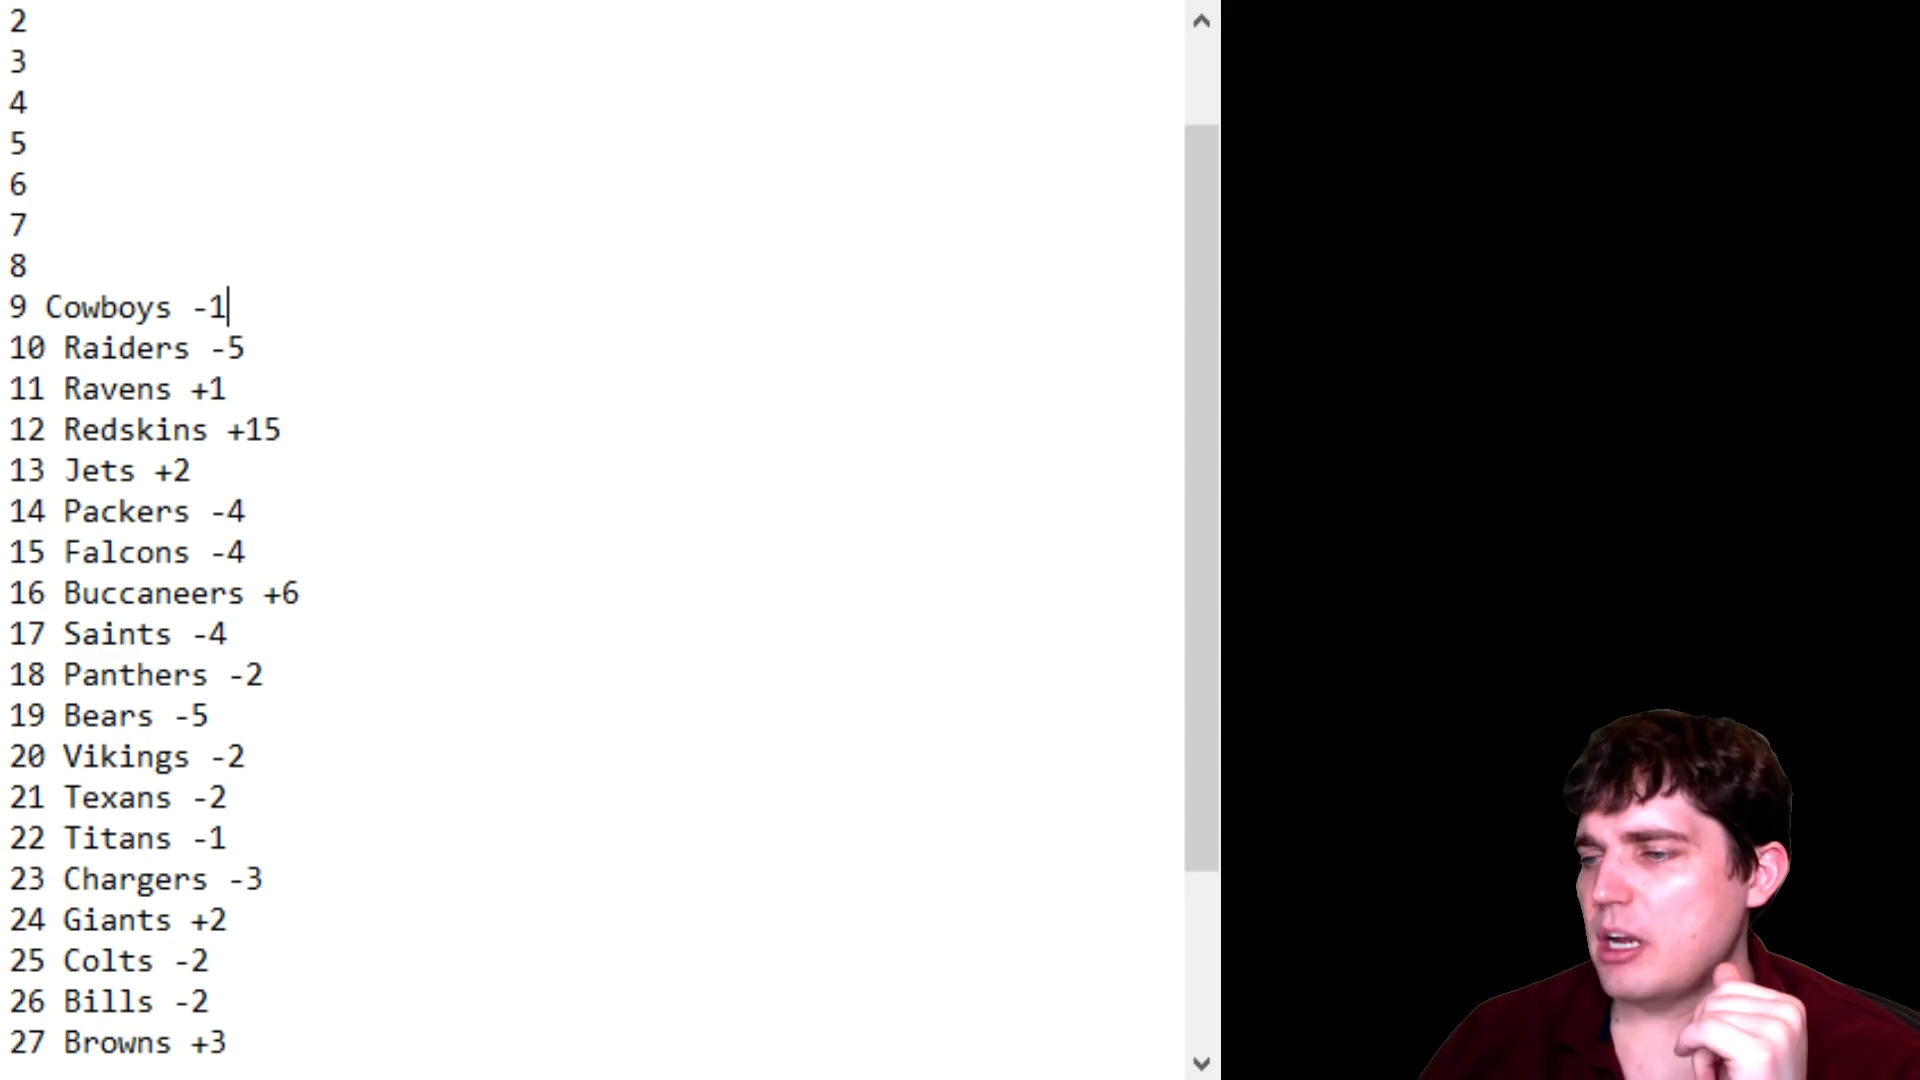 2
3
4
5
6
7
8
9 Cowboys -1
10 Raiders -5
11 Ravens +1
12 Redskins +15
13 Jets +2
14 Packers -4
15 Falcons -4
16 Buccaneers +6
17 Saints -4
18 Panthers -2
19 Bears -5
20 Vikings -2
21 Texans -2
22 Titans -1
23 Chargers -3
24 Giants +2
25 Colts -2
26 Bills -2
27 Browns +3